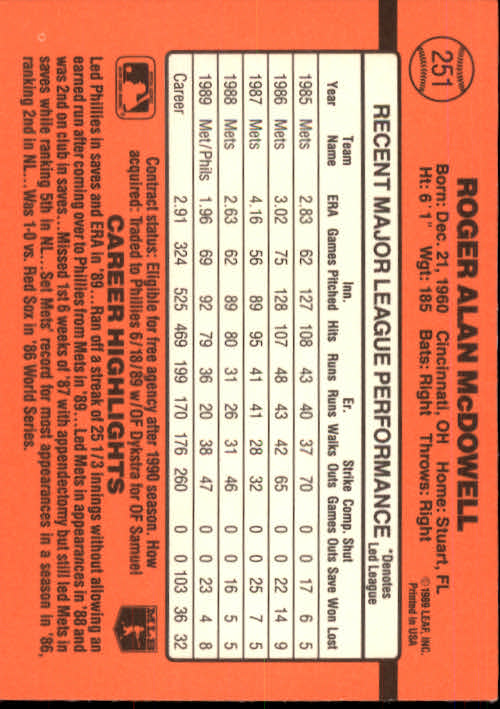 251
ROGER ALAN McDOWELL
Born: Dec. 21, 1960 Cincinnati, OH Home: Stuart, FL
Ht: 6'1" Wgt: 185 Bats: Right Throws: Right
©1989 LEAF, INC.
Printed in USA
RECENT MAJOR LEAGUE PERFORMANCE
*Denotes
Led League
Team Inn. Er. Strike Comp. Shut
Year Name ERA Games Pitched Hits Runs Runs Walks Outs Games Outs Save Won Lost
1985 Mets 2.83 62 127 108 43 40 37 70 0 0 17 6 5
1986 Mets 3.02 75 128 107 48 43 42 65 0 0 22 14 9
1987 Mets 4.16 56 89 95 41 41 28 32 0 0 25 7 5
1988 Mets 2.63 62 89 80 31 26 31 46 0 0 16 5 5
1989 Met/Phils 1.96 69 92 79 36 20 38 47 0 0 23 4 8
Career 2.91 324 525 469 199 170 176 260 0 0 103 36 32
Contract status: Eligible for free agency after 1990 season. How
acquired: Traded to Phillies 6/18/89 w/OF Dykstra for OF Samuel
MLB
CAREER HIGHLIGHTS
Led Phillies in saves and ERA in '89...Ran off a streak of 25 1/3 innings without allowing an
earned run after coming over to Phillies from Mets in '89...Led Mets in appearances in '88 and
was 2nd on club in saves...Missed 1st 6 weeks of '87 with appendectomy but still led Mets in
saves while ranking 5th in NL...Set Mets' record for most appearances in a season in '86,
ranking 2nd in NL...Was 1-0 vs. Red Sox in '86 World Series.